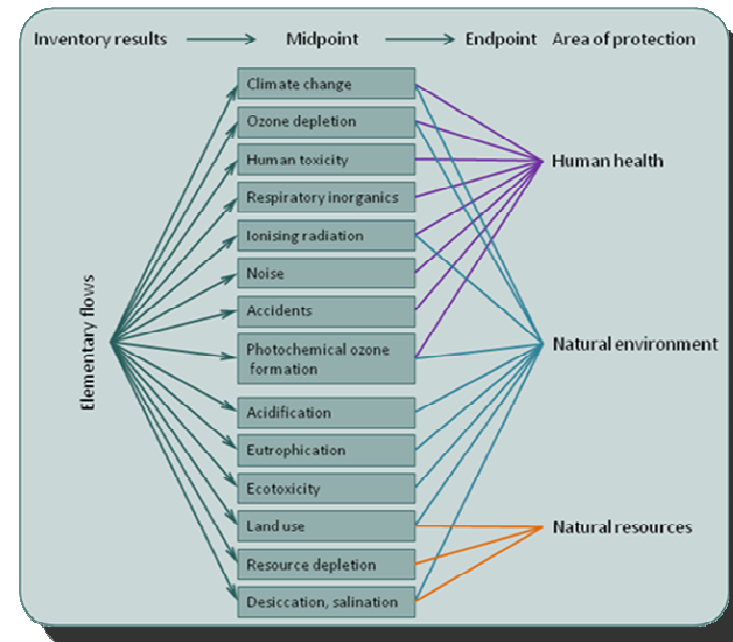 Inventory results Midpoint Endpoint Area of protection
Climate change
Ozone depletion
Human toxicity
Human health
Respiratory inorganics
Ionising radiation
Noise
Accidents
Elementary flows
Natural environment
Photochemical ozone
formation
Acidification
Eutrophication
Ecotoxicity
Land use
Natural resources
Resource depletion
Desiccation, salination